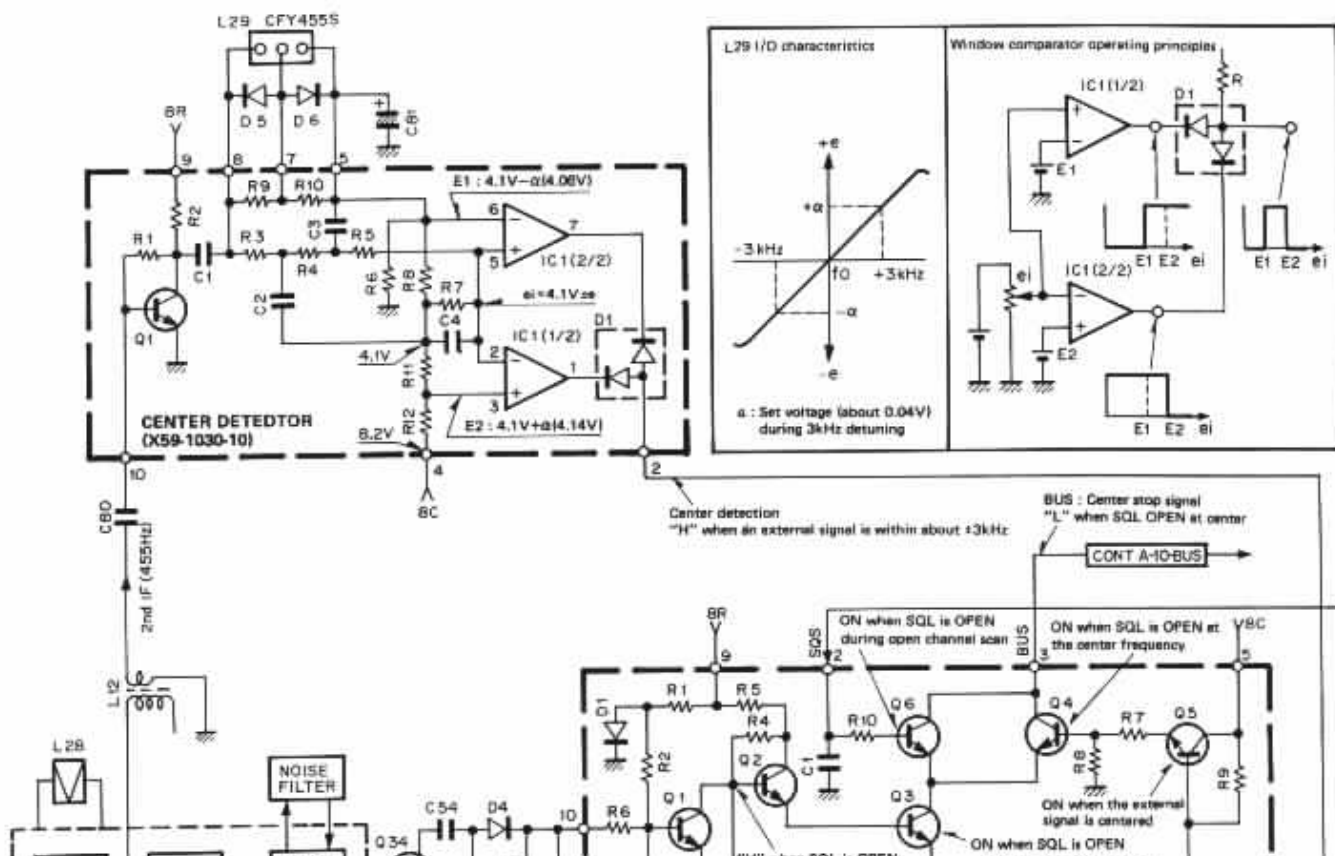 L29 CFY455S
D5
D6
C81
8R
9
8
7
5
R9
R10
R2
R1
C1
R3
R4
C3
R5
C2
Q1
E1 : 4.1V−α(4.06V)
6
7
5
IC1(2/2)
R6
R8
R7
ei=4.1V±e
C4
4.1V
IC1(1/2)
D1
2
1
3
R11
R12
8.2V
E2 : 4.1V+α(4.14V)
CENTER DETEDTOR
(X59-1030-10)
10
4
2
8C
L29 I/D characteristics
+e
+α
-3kHz
f0
+3kHz
-α
-e
α : Set voltage (about 0.04V)
during 3kHz detuning
Window comparator operating principles
IC1(1/2)
R
D1
E1
E1 E2 ei
E1 E2 ei
IC1(2/2)
ei
E2
E1 E2 ei
Center detection
"H" when an external signal is within about ±3kHz
BUS : Center stop signal
"L" when SQL OPEN at center
CONT A-10-BUS
C80
2nd IF (455Hz)
L12
L28
NOISE
FILTER
C54
D4
Q34
10
8R
9
SQS
2
ON when SQL is OPEN
during open channel scan
BUS
3
ON when SQL is OPEN at
the center frequency
8C
D1
R1
R5
R4
R2
R6
Q1
Q2
R10
C1
Q6
Q4
R7
Q5
R8
R9
Q3
ON when the external
signal is centered
ON when SQL is OPEN